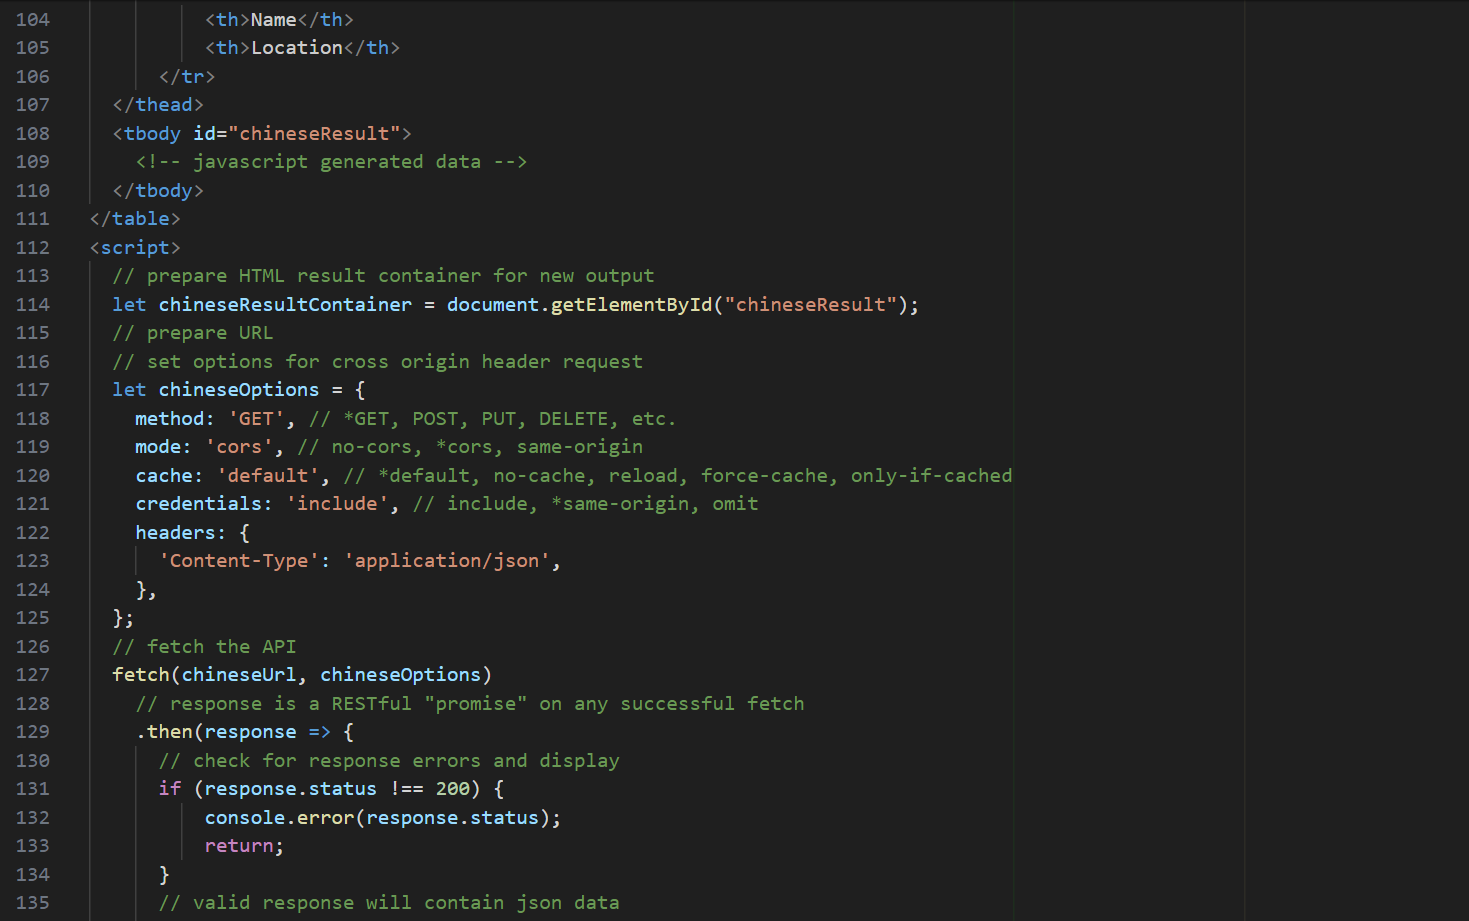 104 <th>Name</th>
105 <th>Location</th>
106 </tr>
107 </thead>
108 <tbody id="chineseResult">
109 <!-- javascript generated data -->
110 </tbody>
111 </table>
112 <script>
113 // prepare HTML result container for new output
114 let chineseResultContainer = document.getElementById("chineseResult");
115 // prepare URL
116 // set options for cross origin header request
117 let chineseOptions = {
118 method: 'GET', // *GET, POST, PUT, DELETE, etc.
119 mode: 'cors', // no-cors, *cors, same-origin
120 cache: 'default', // *default, no-cache, reload, force-cache, only-if-cached
121 credentials: 'include', // include, *same-origin, omit
122 headers: {
123 'Content-Type': 'application/json',
124 },
125 };
126 // fetch the API
127 fetch(chineseUrl, chineseOptions)
128 // response is a RESTful "promise" on any successful fetch
129 .then(response => {
130 // check for response errors and display
131 if (response.status !== 200) {
132 console.error(response.status);
133 return;
134 }
135 // valid response will contain json data